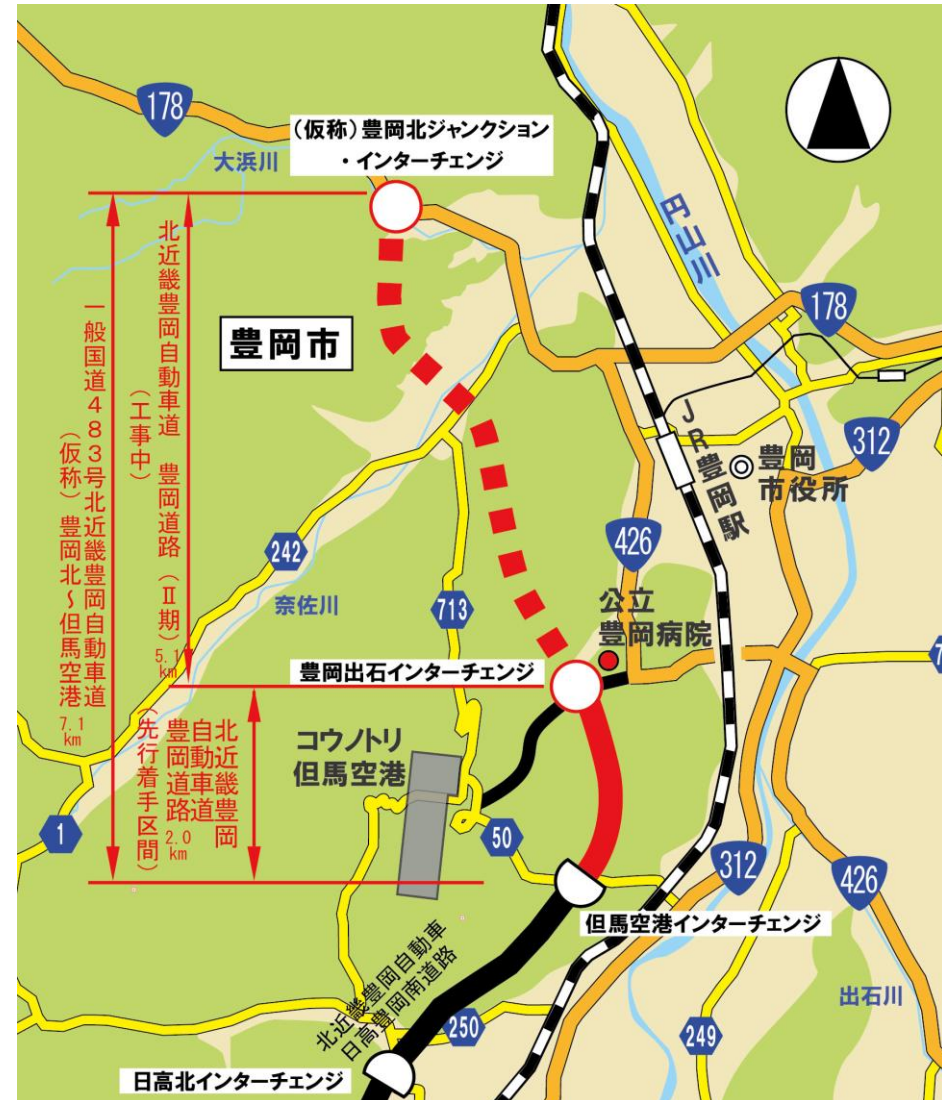 178
(仮称)豊岡北ジャンクション
・インターチェンジ
大浜川
円山川
豊岡市
178
北近畿豊岡自動車道 豊岡道路(Ⅱ期)
(工事中)
5.1
km
一般国道483号北近畿豊岡自動車道
(仮称)豊岡北~但馬空港
7.1
km
JR豊岡駅
豊岡
市役所
312
426
242
713
奈佐川
公立
豊岡病院
豊岡出石インターチェンジ
北近畿豊岡
自動車道
豊岡道路
2.0
km
(先行着手区間)
コウノトリ
但馬空港
1
50
312
426
但馬空港インターチェンジ
北近畿豊岡自動車
日高豊岡南道路
出石川
250
249
日高北インターチェンジ